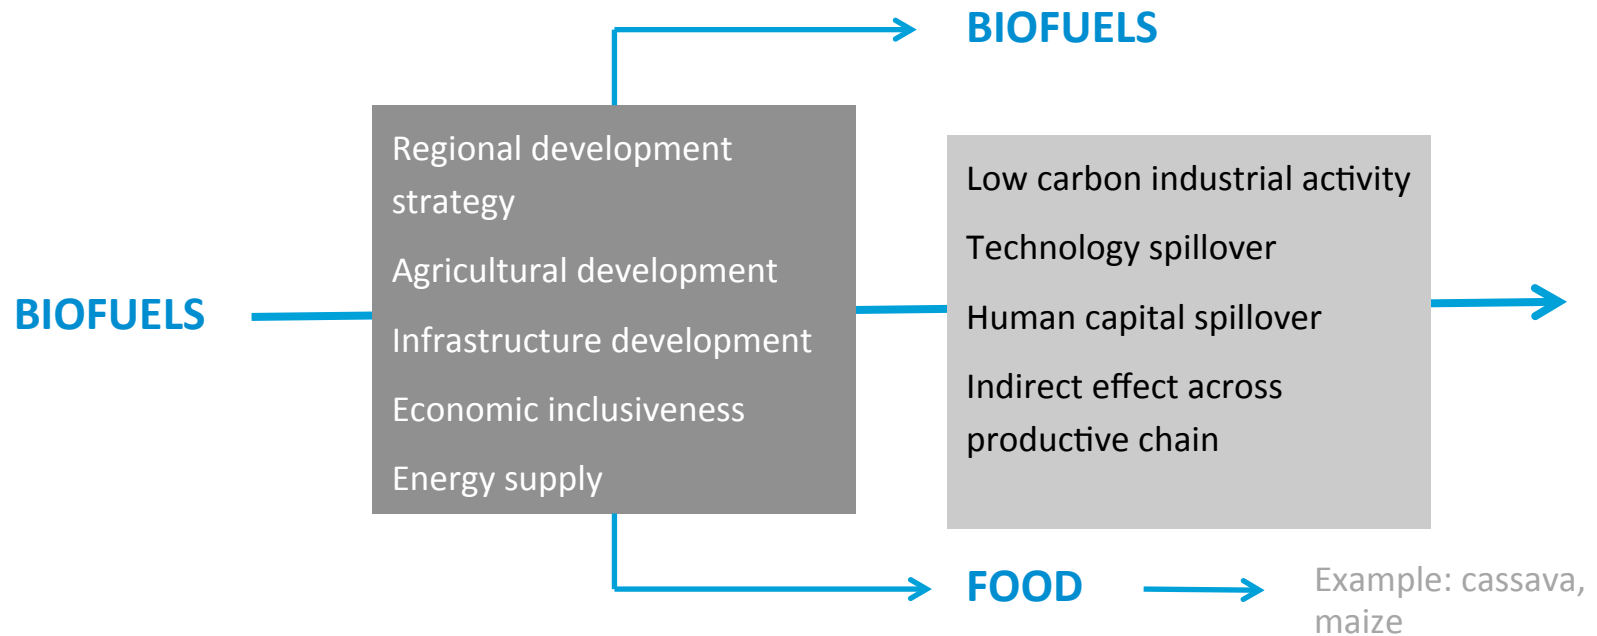 BIOFUELS
BIOFUELS
Regional development
strategy
Agricultural development
Infrastructure development
Economic inclusiveness
Energy supply
Low carbon industrial activity
Technology spillover
Human capital spillover
Indirect effect across
productive chain
FOOD
Example: cassava,
maize